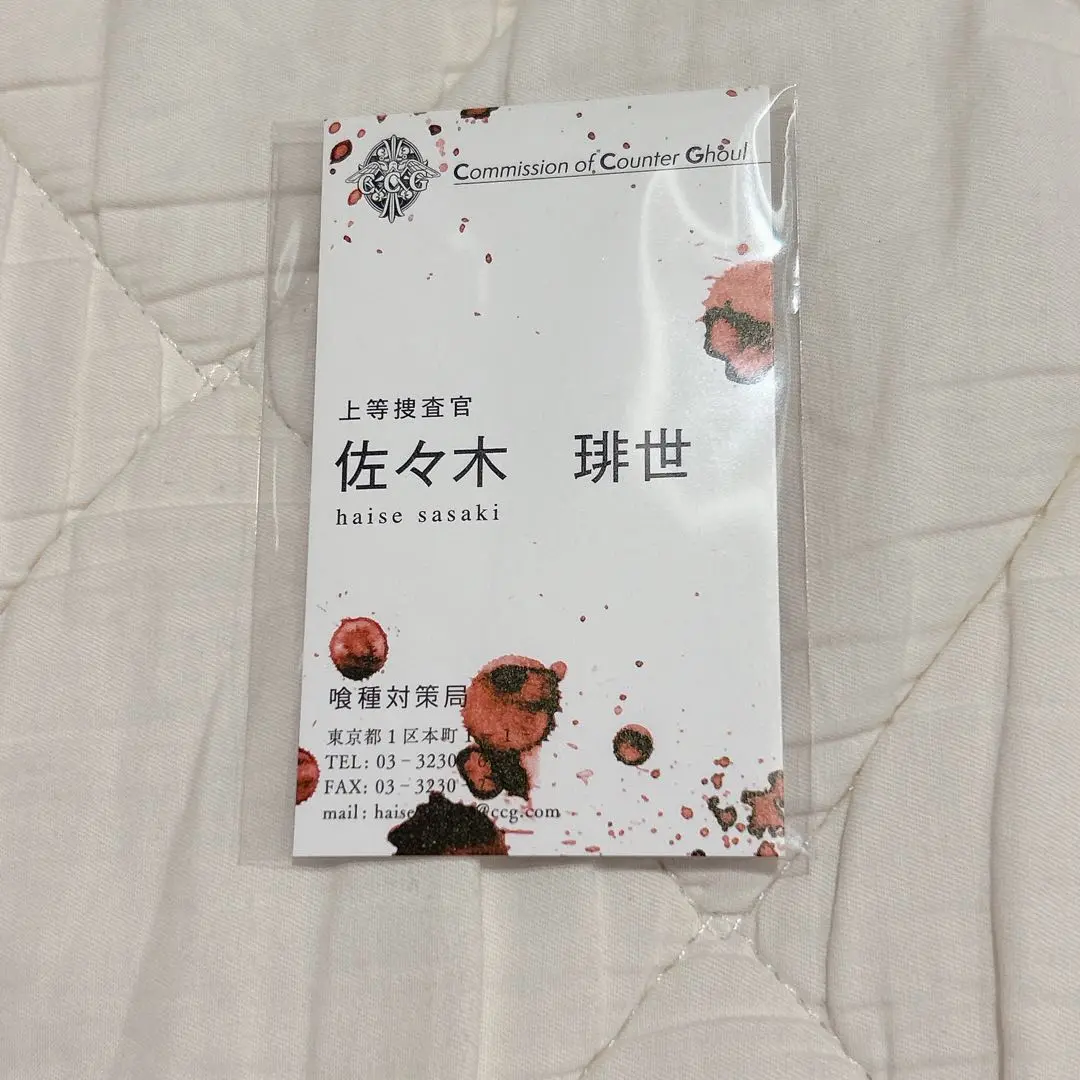 CCG
Commission of Counter Ghoul
上等捜査官
佐々木 琲世
haise sasaki
喰種対策局
東京都1区本町
TEL: 03-3230
FAX: 03-3230
mail: @ccg.com